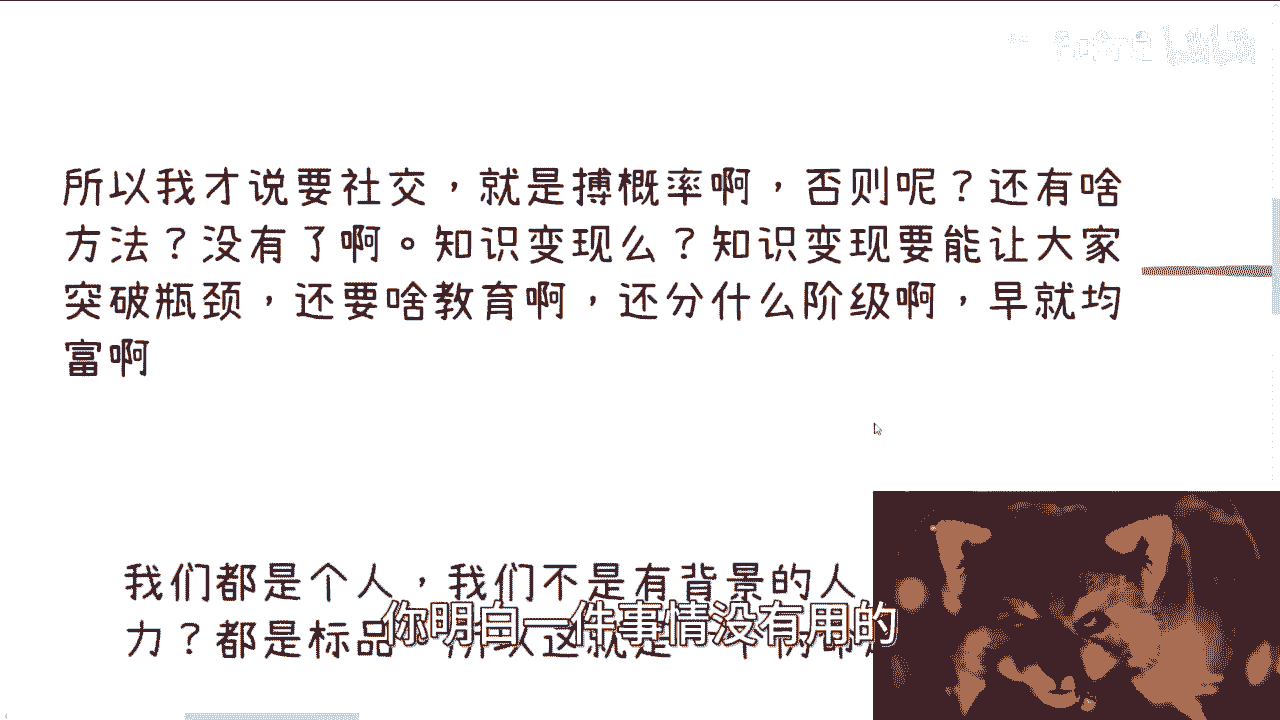 所以我才说要社交，就是搏概率啊，否则呢？还有啥
方法？没有了啊。知识变现么？知识变现要能让大家
突破瓶颈，还要啥教育啊，还分什么阶级啊，早就均
富啊
我们都是个人，我们不是有背景的人
力？都是标品
你明白一件事情没有用的